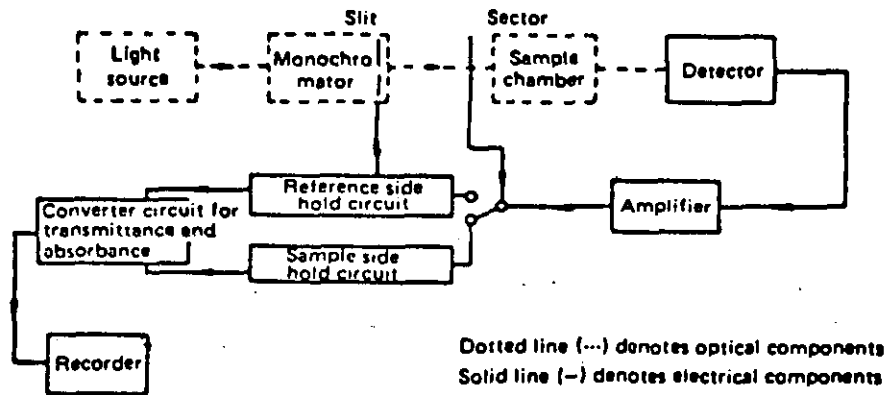 Slit
Sector
Light
source
Monochro
mator
Sample
chamber
Detector
Reference side
hold circuit
Converter circuit for
transmittance and
absorbance
Amplifier
Sample side
hold circuit
Recorder
Dotted line (···) denotes optical components
Solid line (−) denotes electrical components